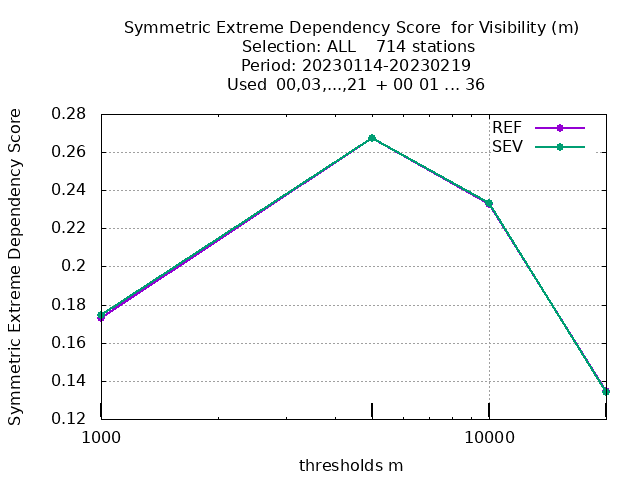 Symmetric Extreme Dependency Score  for Visibility (m)
Selection: ALL    714 stations
Period: 20230114-20230219
Used  00,03,...,21  + 00 01 ... 36
Symmetric Extreme Dependency Score
0.28
0.26
0.24
0.22
0.2
0.18
0.16
0.14
0.12
REF
SEV
1000
10000
thresholds m